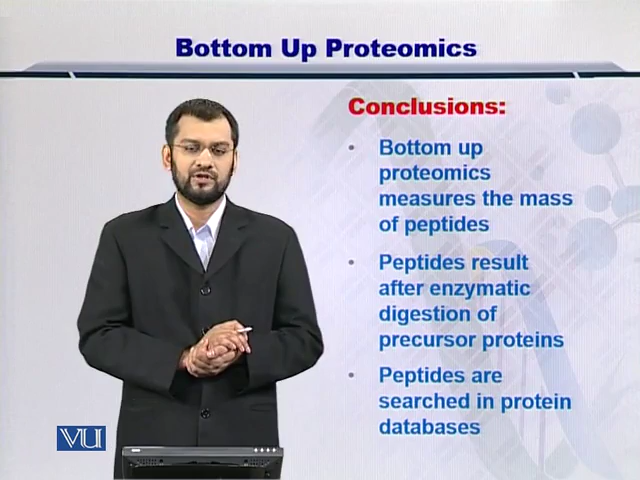 Bottom Up Proteomics
Conclusions:
• Bottom up
proteomics
measures the mass
of peptides
• Peptides result
after enzymatic
digestion of
precursor proteins
• Peptides are
searched in protein
databases
VU